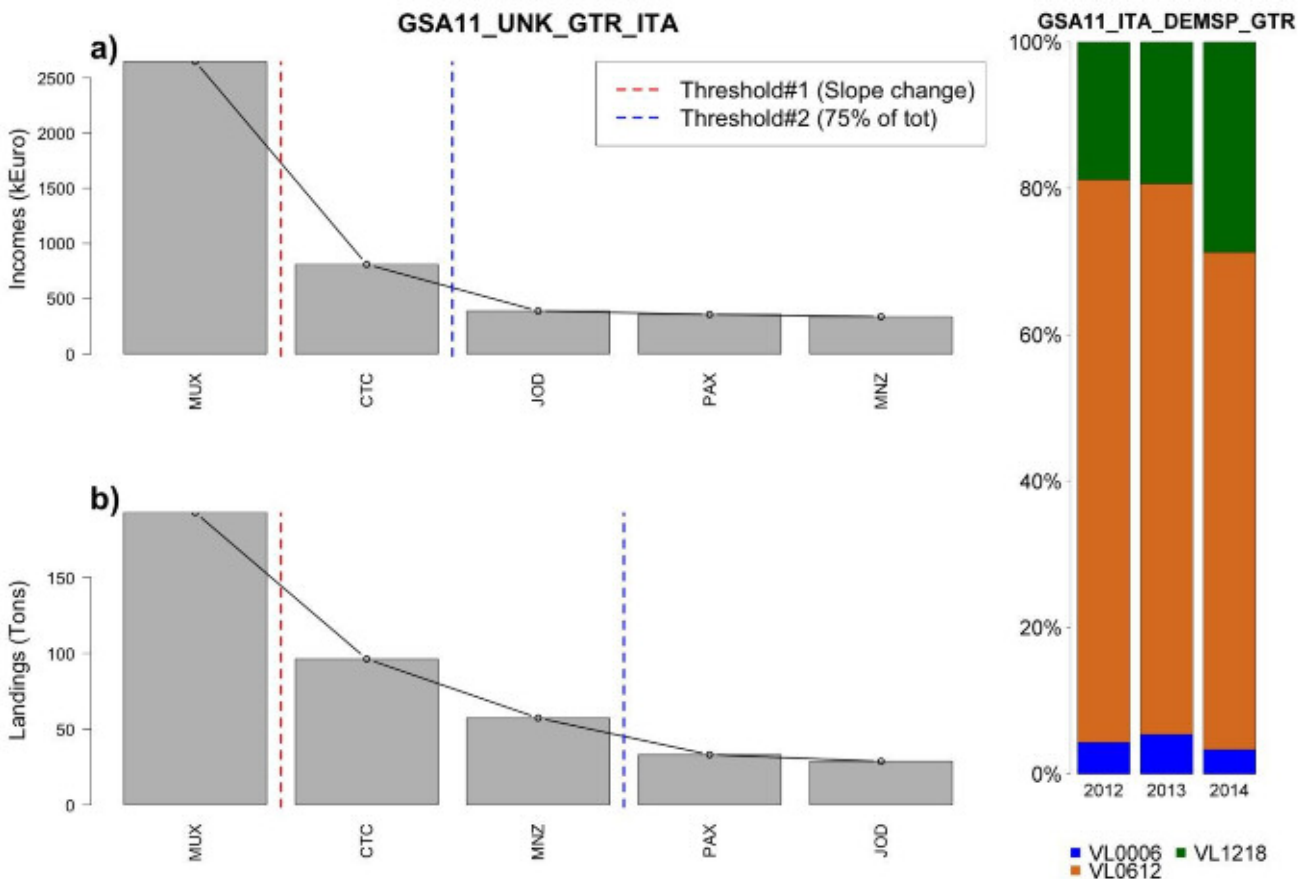 GSA11_UNK_GTR_ITA
a)
Incomes (kEuro)
2500
2000
1500
1000
500
0
Threshold#1 (Slope change)
Threshold#2 (75% of tot)
MUX
CTC
JOD
PAX
MNZ
b)
Landings (Tons)
150
100
50
0
MUX
CTC
MNZ
PAX
JOD
GSA11_ITA_DEMSP_GTR
100%
80%
60%
40%
20%
0%
2012
2013
2014
VL0006
VL1218
VL0612